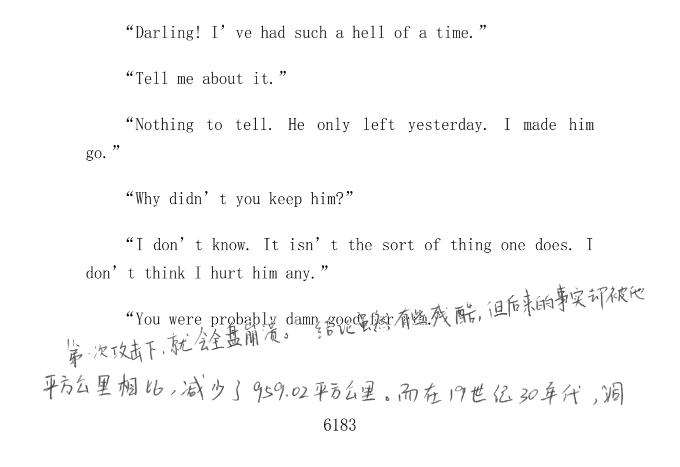 “Darling! I’ve had such a hell of a time.”
“Tell me about it.”
“Nothing to tell. He only left yesterday. I made him
go.”
“Why didn’t you keep him?”
“I don’t know. It isn’t the sort of thing one does. I
don’t think I hurt him any.”
“You were probably damn good for him.
第一次攻击下,就会全盘崩溃。结论虽然有些残酷,但后来的事实却被他
平方公里相比,减少了959.02平方公里。而在19世纪30年代,洞
6183